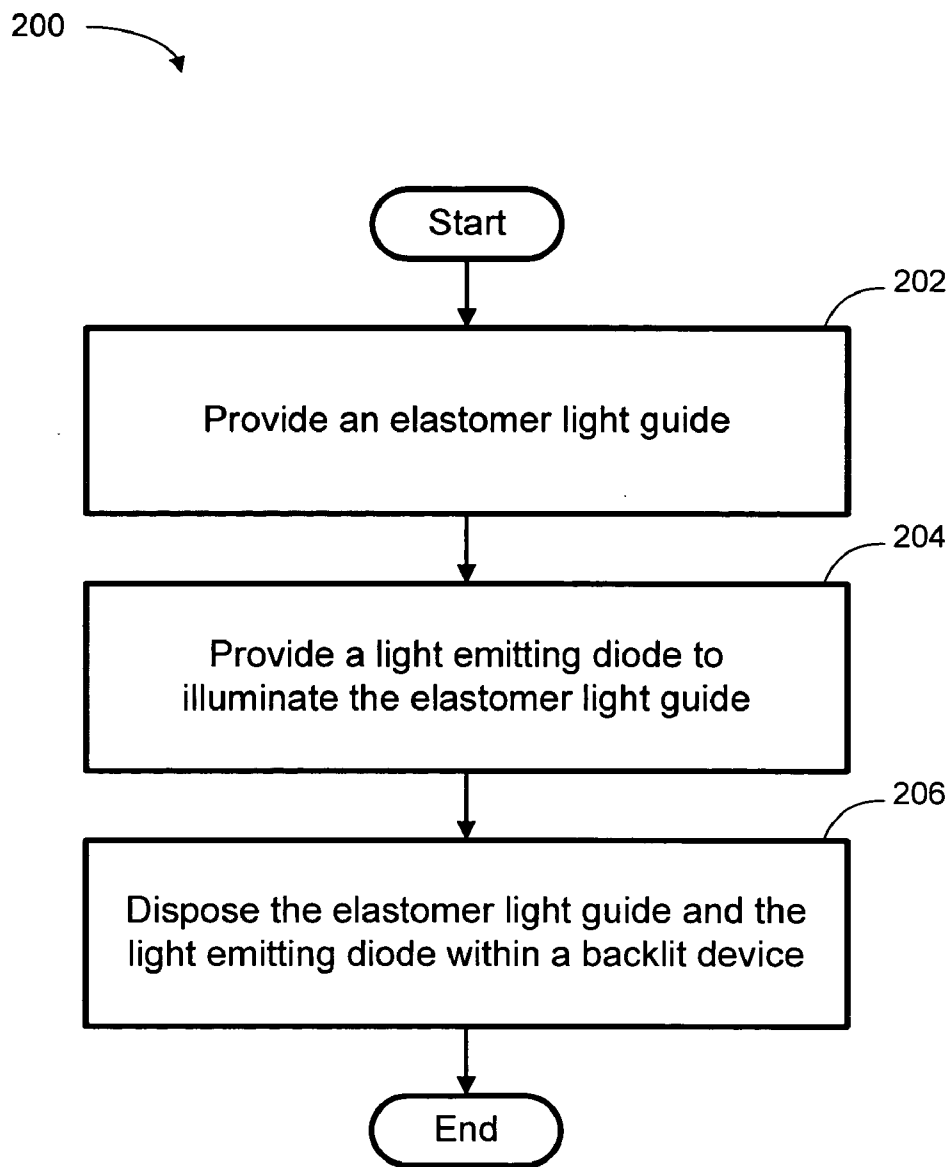 200
Start
202
Provide an elastomer light guide
204
Provide a light emitting diode to
illuminate the elastomer light guide
206
Dispose the elastomer light guide and the
light emitting diode within a backlit device
End